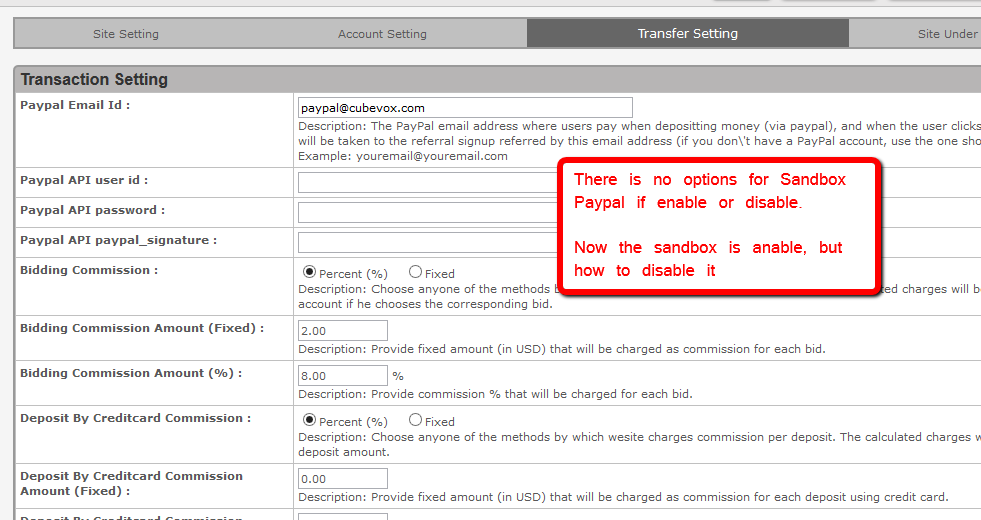 Site Setting Account Setting Transfer Setting Site Under
Transaction Setting
Paypal Email Id : paypal@cubevox.com
Description: The PayPal email address where users pay when depositting money (via paypal), and when the user clicks
will be taken to the referral signup referred by this email address (if you don\'t have a PayPal account, use the one sho
Example: youremail@youremail.com
Paypal API user id :
Paypal API password :
Paypal API paypal_signature :
There is no options for Sandbox
Paypal if enable or disable.
Now the sandbox is anable, but
how to disable it
Bidding Commission : Percent (%) Fixed
Description: Choose anyone of the methods b ted charges will b
account if he chooses the corresponding bid.
Bidding Commission Amount (Fixed) : 2.00
Description: Provide fixed amount (in USD) that will be charged as commission for each bid.
Bidding Commission Amount (%) : 8.00 %
Description: Provide commission % that will be charged for each bid.
Deposit By Creditcard Commission : Percent (%) Fixed
Description: Choose anyone of the methods by which wesite charges commission per deposit. The calculated charges w
deposit amount.
Deposit By Creditcard Commission
Amount (Fixed) : 0.00
Description: Provide fixed amount (in USD) that will be charged as commission for each deposit using credit card.
Deposit By Creditcard Commission